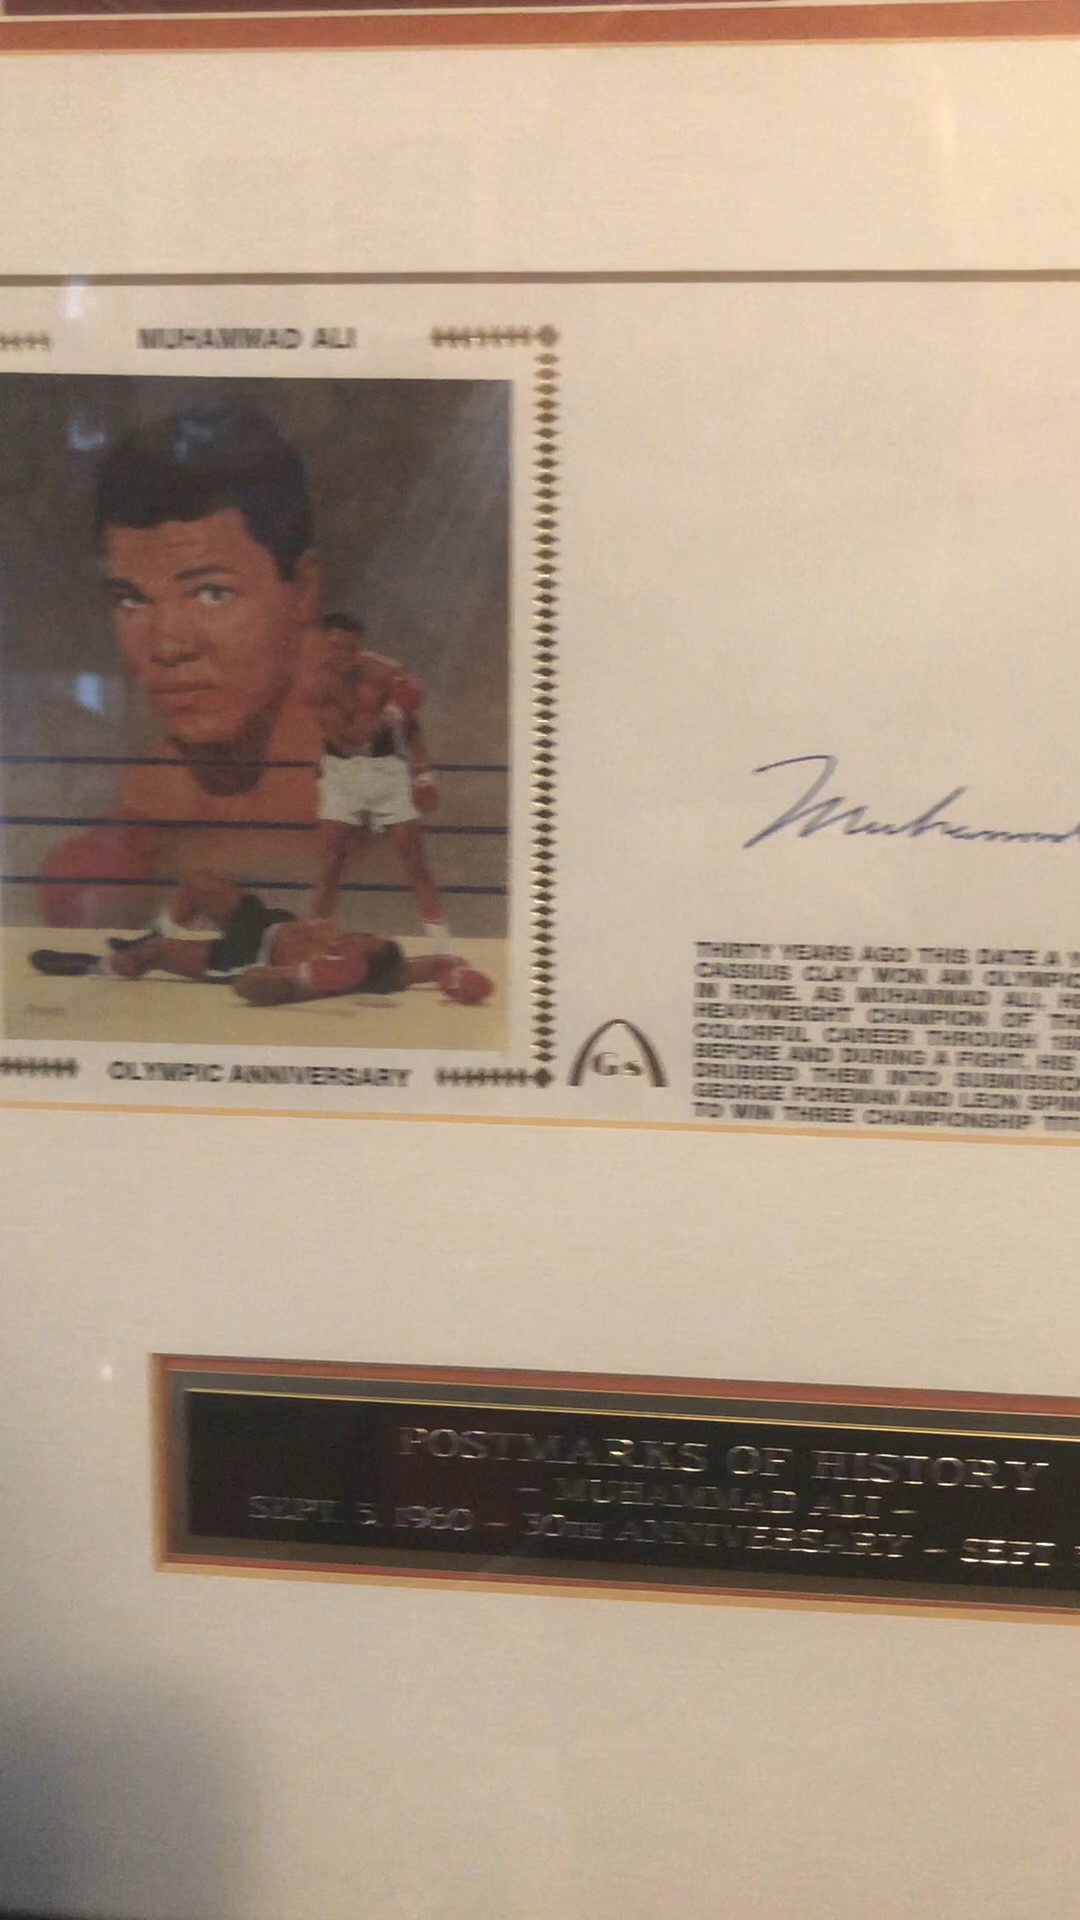 MUHAMMAD ALI
Muhammad
THIRTY YEARS AGO THIS DATE A
CASSIUS CLAY WON AN OLYMPIC
IN ROME. AS MUHAMMAD ALI, HE
HEAVYWEIGHT CHAMPION OF
COLORFUL CAREER THROUGH
BEFORE AND DURING A FIGHT. HIS
DRUBBED THEM INTO SUBMISSION
GEORGE FOREMAN AND LEON
TO WIN THREE CHAMPIONSHIP
OLYMPIC ANNIVERSARY
GS
POSTMARKS OF HISTORY
- MUHAMMAD ALI -
SEPT. 5, 1960 - 30TH ANNIVERSARY - SEPT